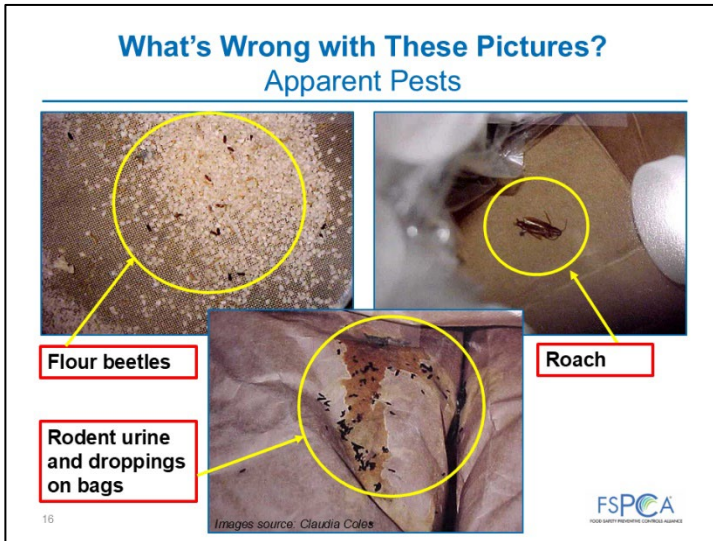 What's Wrong with These Pictures?
Apparent Pests
Flour beetles
Roach
Rodent urine
and droppings
on bags
Images source: Claudia Coles
16
FSPCA
FOOD SAFETY PREVENTIVE CONTROLS ALLIANCE